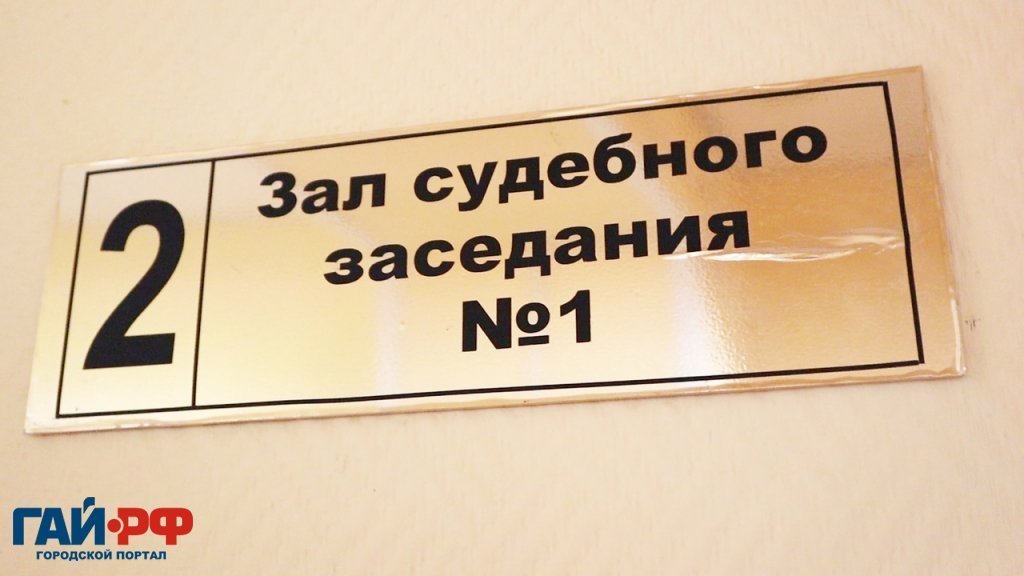 2
Зал судебного
заседания
№1
ГАЙ•РФ
ГОРОДСКОЙ ПОРТАЛ